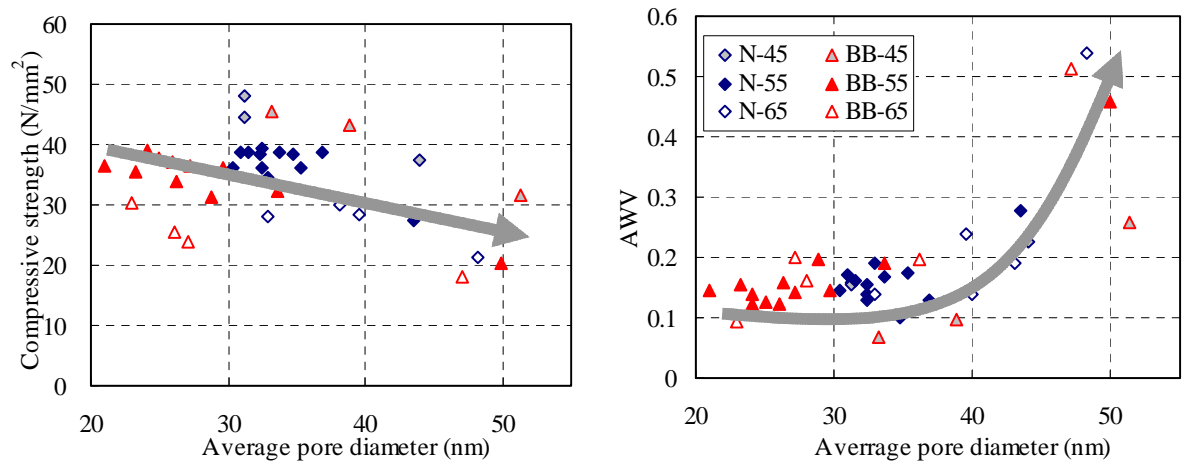 Compressive strength (N/mm²)
60
50
40
30
20
10
0
20 30 40 50
Average pore diameter (nm)
AWV
0.6
0.5
0.4
0.3
0.2
0.1
0
N-45 BB-45
N-55 BB-55
N-65 BB-65
20 30 40 50
Averrage pore diameter (nm)